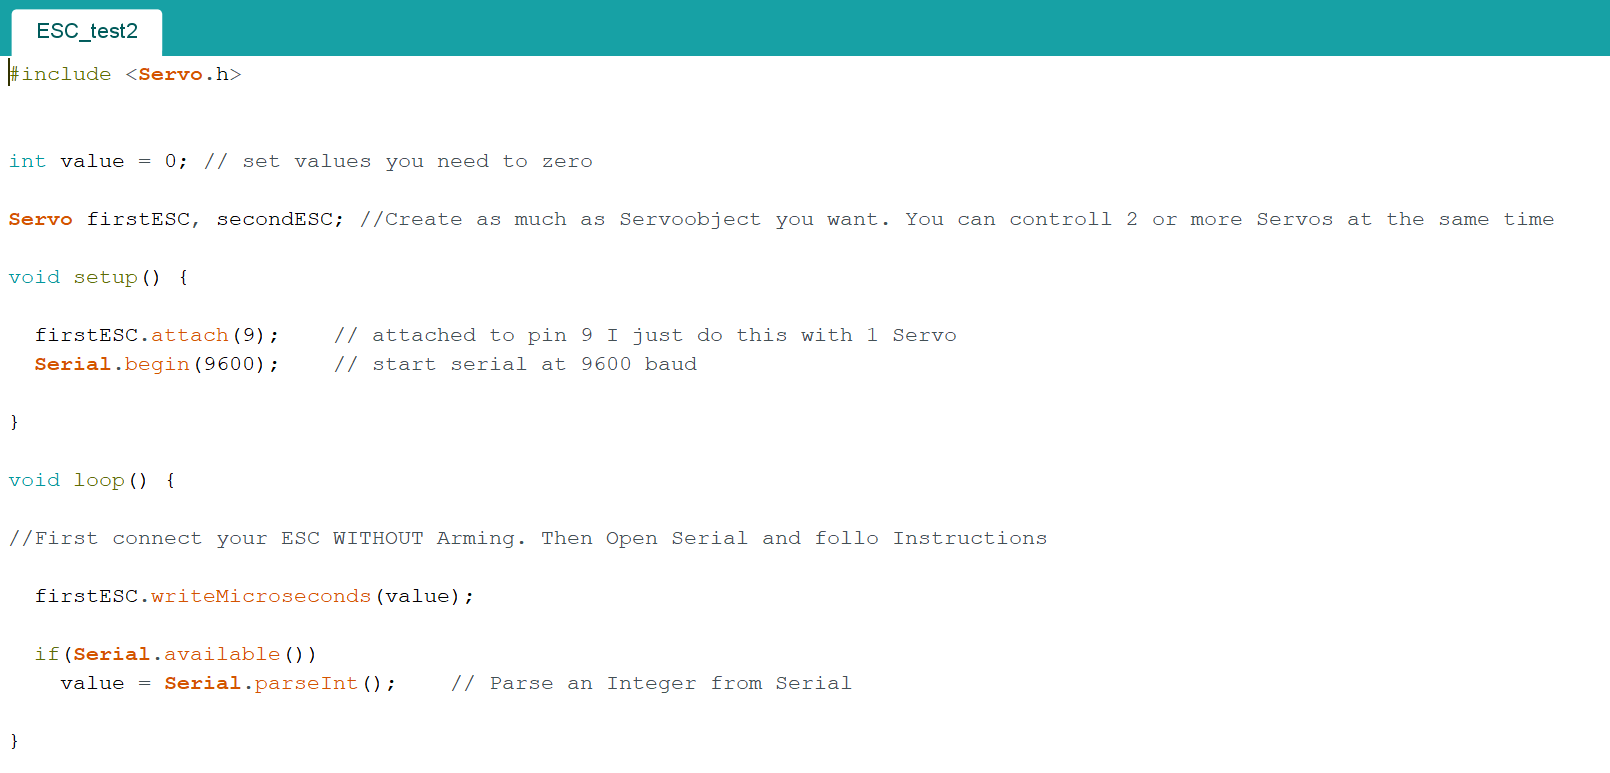 ESC_test2
#include <Servo.h>
int value = 0; // set values you need to zero
Servo firstESC, secondESC; //Create as much as Servoobject you want. You can controll 2 or more Servos at the same time
void setup() {
  firstESC.attach(9);    // attached to pin 9 I just do this with 1 Servo
  Serial.begin(9600);    // start serial at 9600 baud
}
void loop() {
//First connect your ESC WITHOUT Arming. Then Open Serial and follo Instructions
  firstESC.writeMicroseconds(value);
  if(Serial.available())
    value = Serial.parseInt();    // Parse an Integer from Serial
}